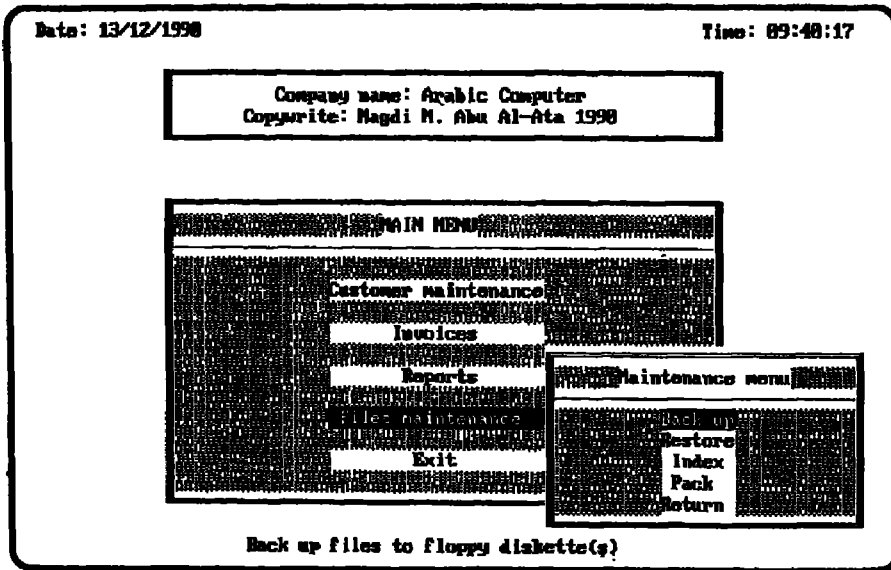 Date: 13/12/1990
Time: 09:40:17
Company name: Arabic Computer
Copywrite: Magdi M. Abu Al-Ata 1990
MAIN MENU
Customer maintenance
Invoices
Reports
Files maintenance
Exit
Maintenance menu
Back up
Restore
Index
Pack
Return
Back up files to floppy diskette(s)